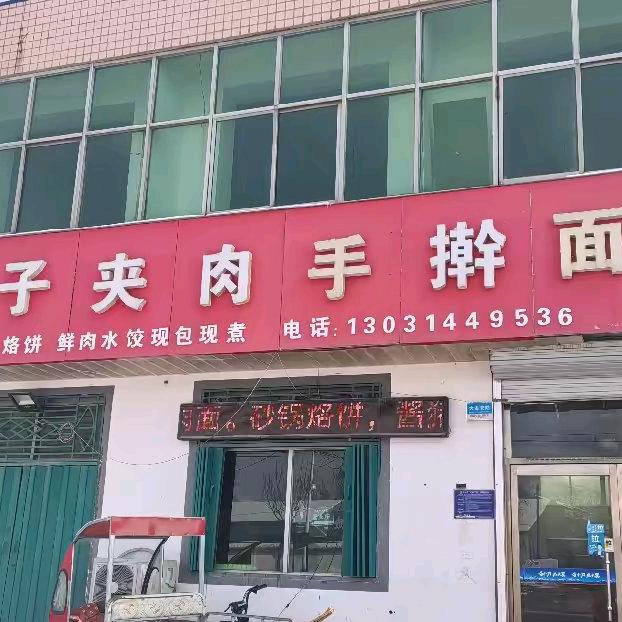 子夹肉手擀面
烙饼 鲜肉水饺现包现煮 电话:13031449536
面。砂锅烙饼，酱
拉